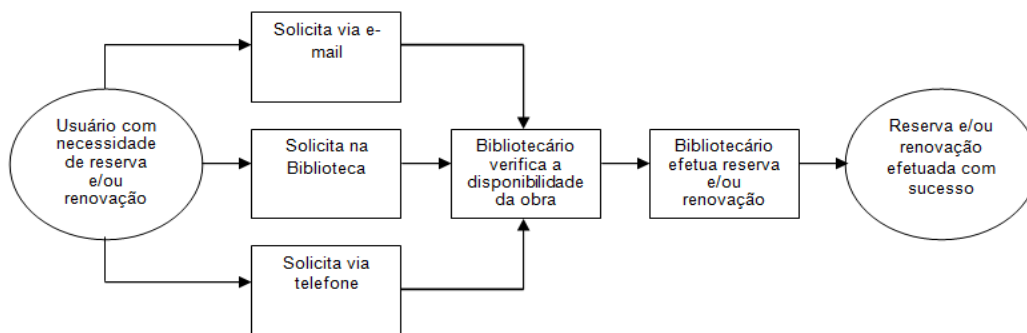 Solicita via e-
mail
Usuário com
necessidade
de reserva
e/ou
renovação
Solicita na
Biblioteca
Bibliotecário
verifica a
disponibilidade
da obra
Bibliotecário
efetua reserva
e/ou
renovação
Reserva e/ou
renovação
efetuada com
sucesso
Solicita via
telefone